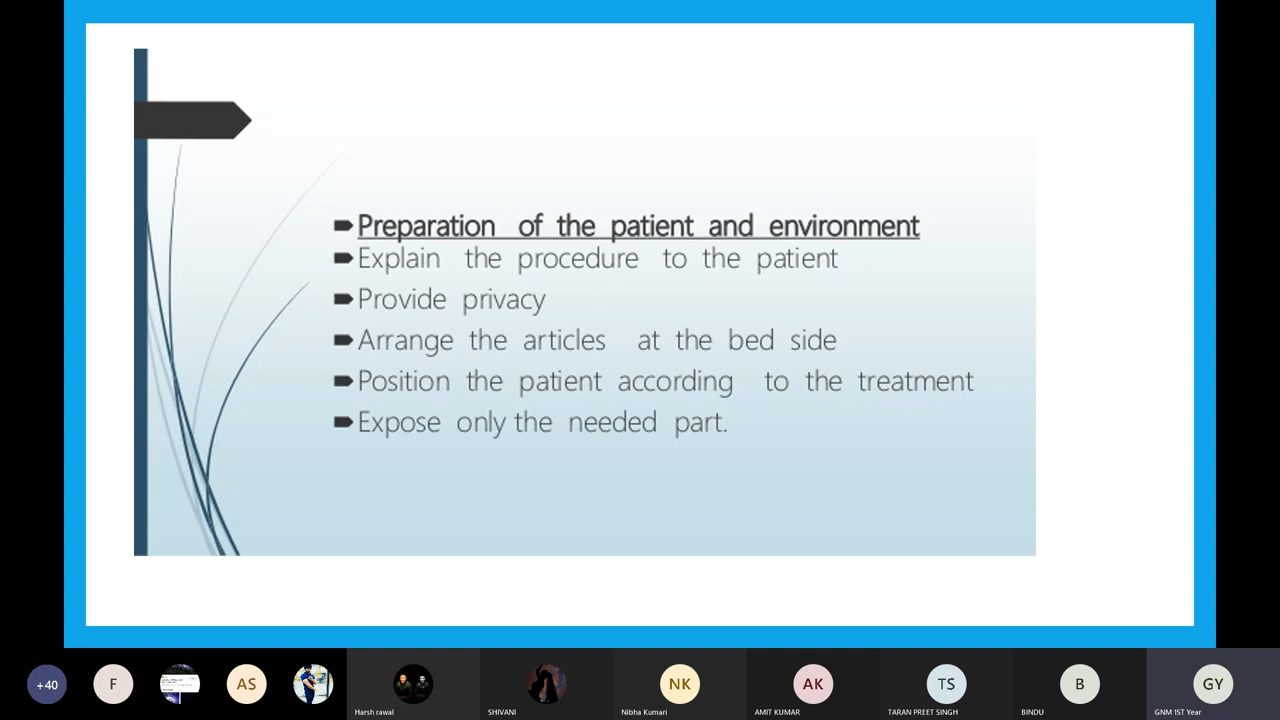 Preparation of the patient and environment
Explain the procedure to the patient
Provide privacy
Arrange the articles at the bed side
Position the patient according to the treatment
Expose only the needed part.
+40
F
AS
NK
AK
TS
B
GY
Harsh rawal
SHIVANI
Nibha Kumari
AMIT KUMAR
TARAN PREET SINGH
BINDU
GNM 1ST Year